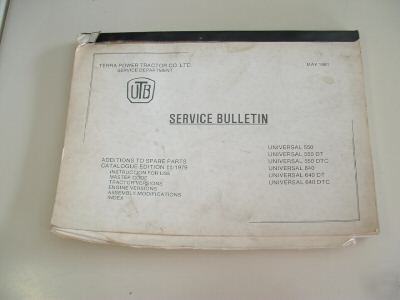 TERRA POWER TRACTOR CO. LTD.
SERVICE DEPARTMENT
MAY 1981
UTB
SERVICE BULLETIN
ADDITIONS TO SPARE PARTS
CATALOGUE EDITION 11/1979
INSTRUCTION FOR USE
MASTER CODE
TRACTOR VERSIONS
ENGINE VERSIONS
ASSEMBLY MODIFICATIONS
INDEX
UNIVERSAL 550
UNIVERSAL 550 DT
UNIVERSAL 550 DTC
UNIVERSAL 640
UNIVERSAL 640 DT
UNIVERSAL 640 DTC